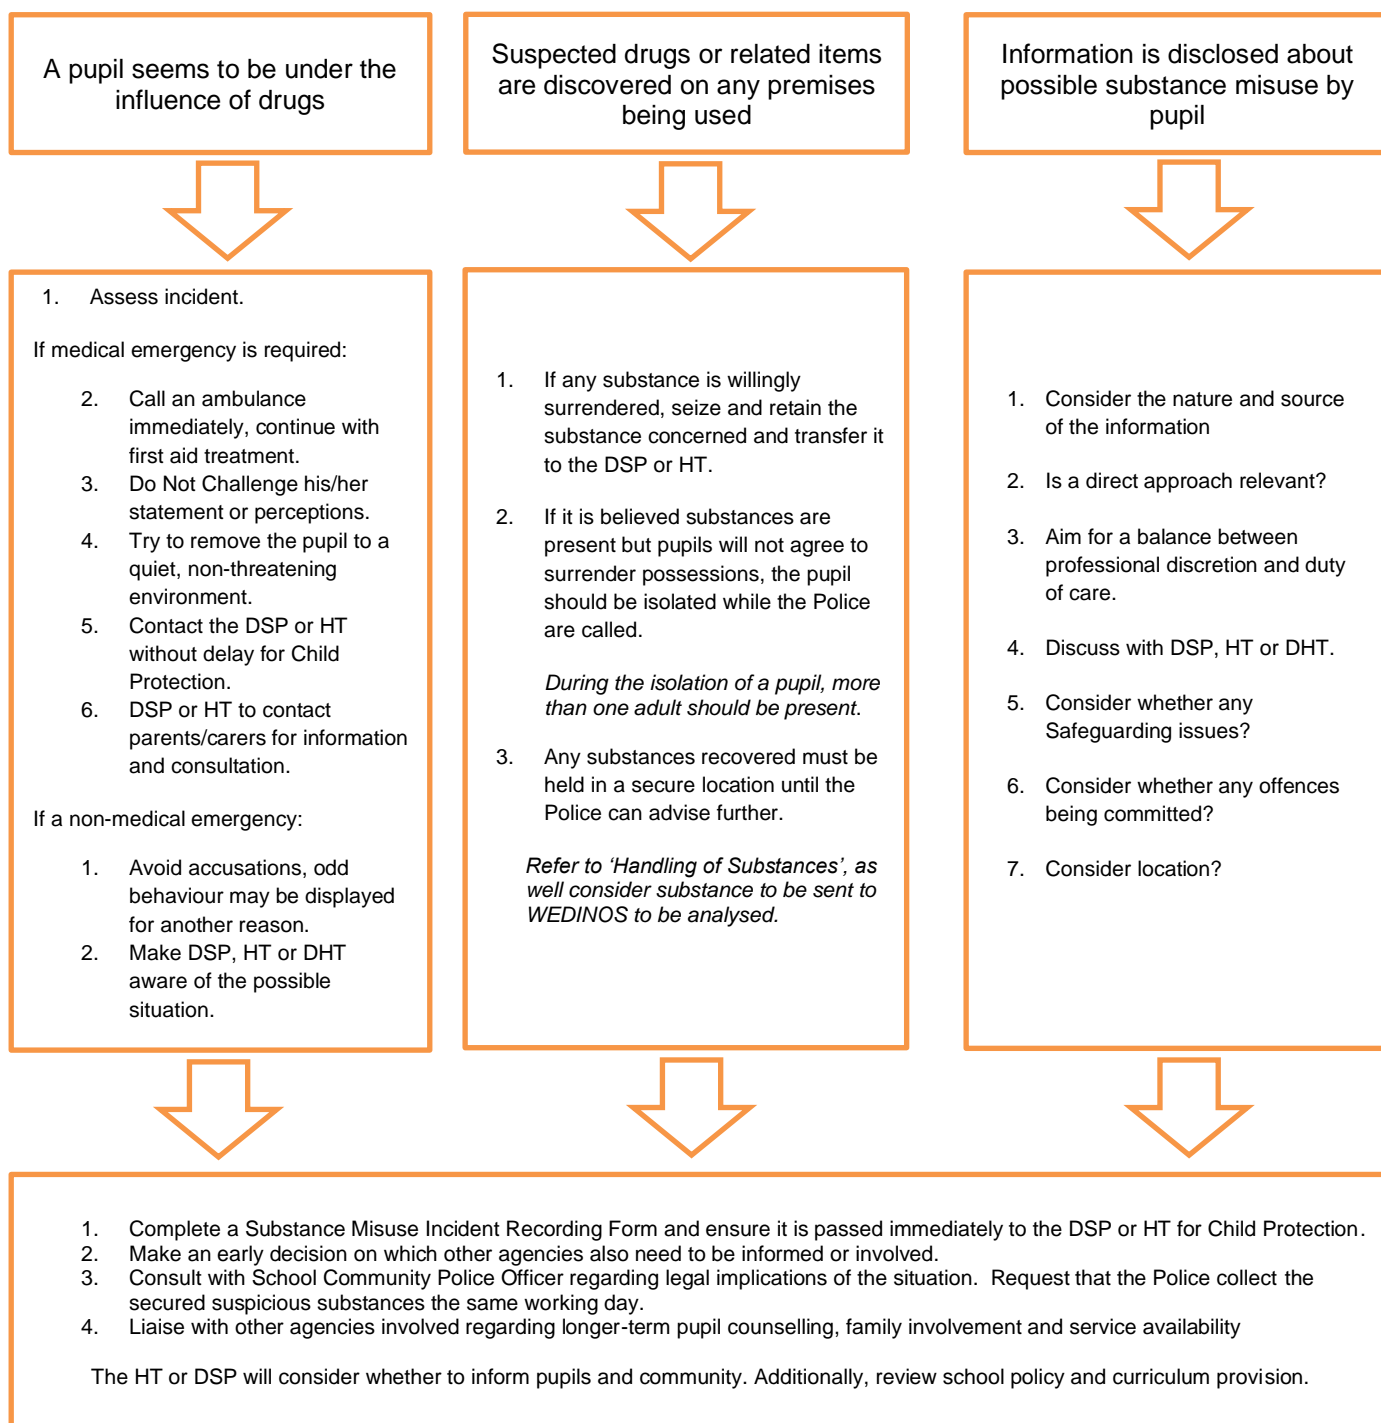 A pupil seems to be under the
influence of drugs
Suspected drugs or related items
are discovered on any premises
being used
Information is disclosed about
possible substance misuse by
pupil
1. Assess incident.
If medical emergency is required:
2. Call an ambulance
immediately, continue with
first aid treatment.
3. Do Not Challenge his/her
statement or perceptions.
4. Try to remove the pupil to a
quiet, non-threatening
environment.
5. Contact the DSP or HT
without delay for Child
Protection.
6. DSP or HT to contact
parents/carers for information
and consultation.
If a non-medical emergency:
1. Avoid accusations, odd
behaviour may be displayed
for another reason.
2. Make DSP, HT or DHT
aware of the possible
situation.
1. If any substance is willingly
surrendered, seize and retain the
substance concerned and transfer it
to the DSP or HT.
2. If it is believed substances are
present but pupils will not agree to
surrender possessions, the pupil
should be isolated while the Police
are called.
During the isolation of a pupil, more
than one adult should be present.
3. Any substances recovered must be
held in a secure location until the
Police can advise further.
Refer to ‘Handling of Substances’, as
well consider substance to be sent to
WEDINOS to be analysed.
1. Consider the nature and source
of the information
2. Is a direct approach relevant?
3. Aim for a balance between
professional discretion and duty
of care.
4. Discuss with DSP, HT or DHT.
5. Consider whether any
Safeguarding issues?
6. Consider whether any offences
being committed?
7. Consider location?
1. Complete a Substance Misuse Incident Recording Form and ensure it is passed immediately to the DSP or HT for Child Protection.
2. Make an early decision on which other agencies also need to be informed or involved.
3. Consult with School Community Police Officer regarding legal implications of the situation. Request that the Police collect the
secured suspicious substances the same working day.
4. Liaise with other agencies involved regarding longer-term pupil counselling, family involvement and service availability
The HT or DSP will consider whether to inform pupils and community. Additionally, review school policy and curriculum provision.